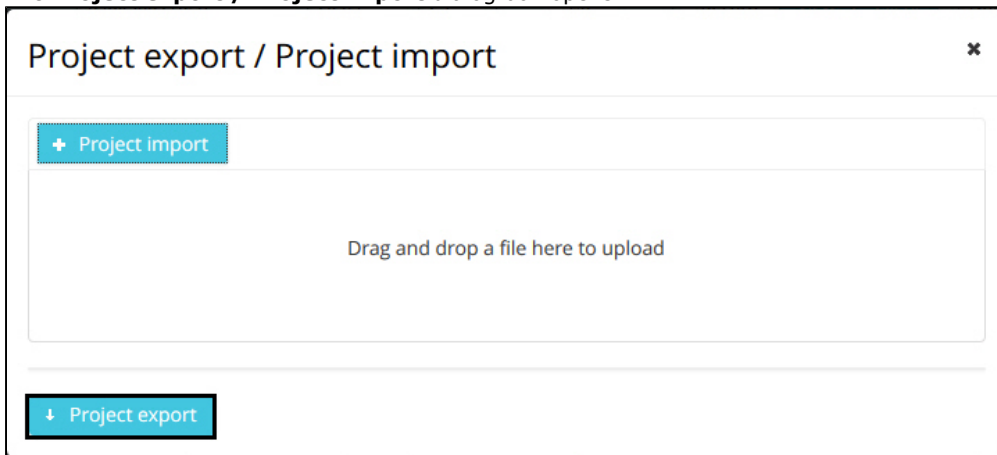 Project export / Project import
Project import
Drag and drop a file here to upload
Project export